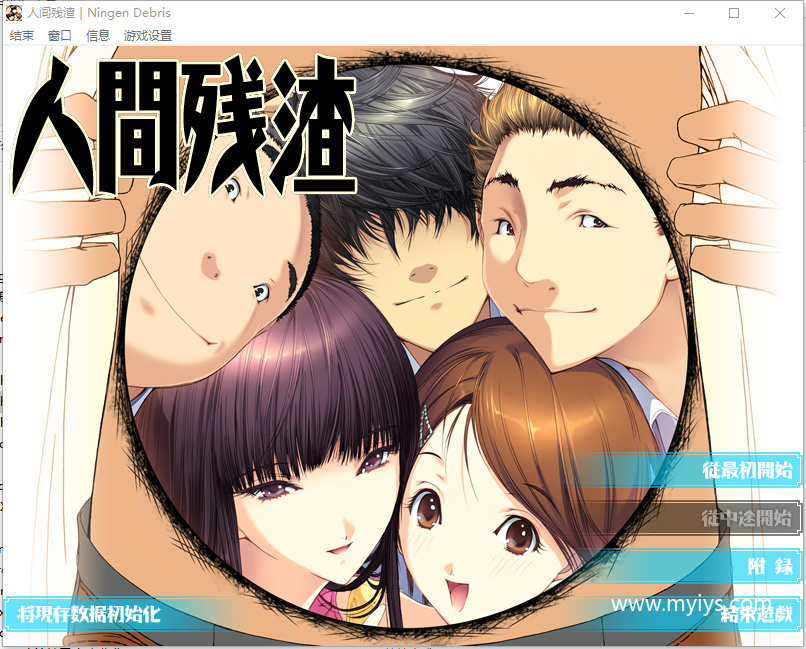 人间残渣 | Ningen Debris
结束 窗口 信息 游戏设置
人間残渣
從最初開始
從中途開始
附 録
将現存数据初始化
www.myiys.com
結束遊戲